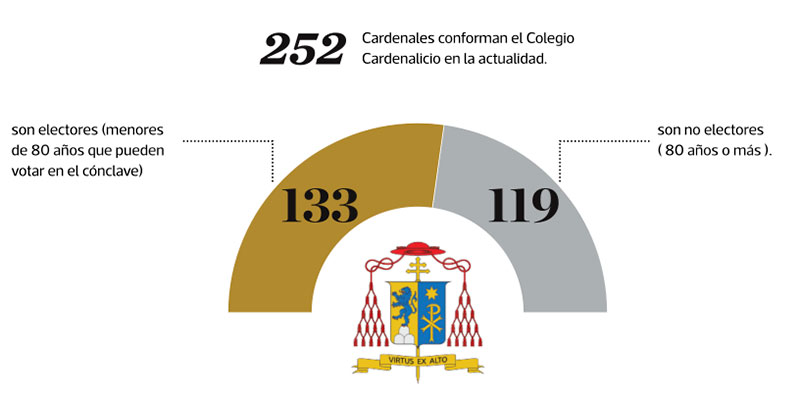 252
Cardenales conforman el Colegio
Cardenalicio en la actualidad.
son electores (menores
de 80 años que pueden
votar en el cónclave)
son no electores
( 80 años o más ).
133
119
VIRTUS EX ALTO